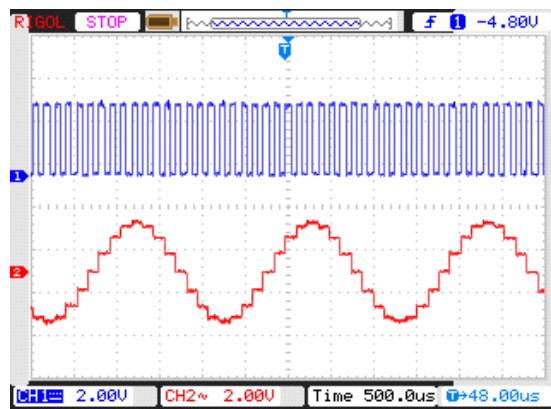 RIGOL STOP T f 1 -4.80V
T
1
2
CH1 2.00V CH2~ 2.00V Time 500.0us T→48.00us